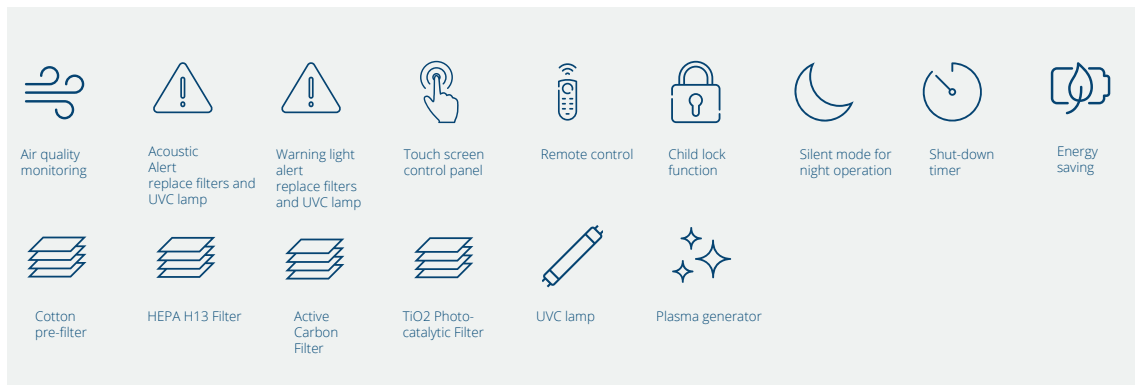 Air quality
monitoring
Acoustic
Alert
replace filters and
UVC lamp
Warning light
alert
replace filters
and UVC lamp
Touch screen
control panel
Remote control
Child lock
function
Silent mode for
night operation
Shut-down
timer
Energy
saving
Cotton
pre-filter
HEPA H13 Filter
Active
Carbon
Filter
TiO2 Photo-
catalytic Filter
UVC lamp
Plasma generator